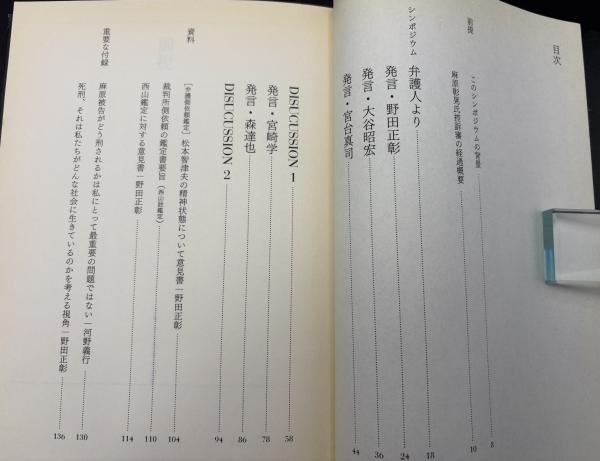 目次
前提
このシンポジウムの背景 8
麻原彰晃氏控訴審の経過概要 10
シンポジウム
弁護人より 18
発言・野田正彰 24
発言・大谷昭宏 36
発言・宮台真司 44
DISUCUSSION 1 58
発言・宮崎学 78
発言・森達也 86
DISUCUSSION 2 94
資料
[弁護側依頼鑑定] 松本智津夫の精神状態について意見書|野田正彰 104
裁判所側依頼の鑑定書要旨(西山詮鑑定) 110
西山鑑定に対する意見書|野田正彰 114
重要な付録
麻原被告がどう刑されるかは私にとって最重要の問題ではない|河野義行 130
死刑、それは私たちがどんな社会に生きているのかを考える視角|野田正彰 136